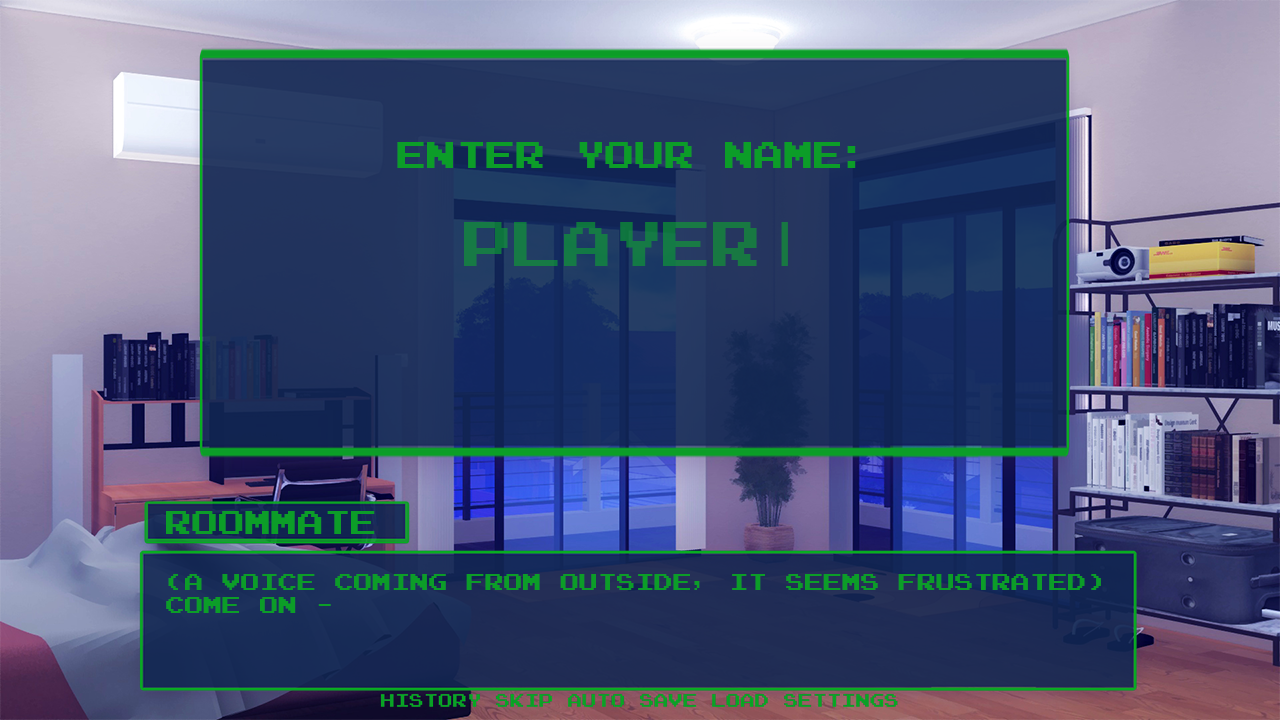 ENTER YOUR NAME:
PLAYER
ROOMMATE
(A VOICE COMING FROM OUTSIDE, IT SEEMS FRUSTRATED)
COME ON -
HISTORY SKIP AUTO SAVE LOAD SETTINGS